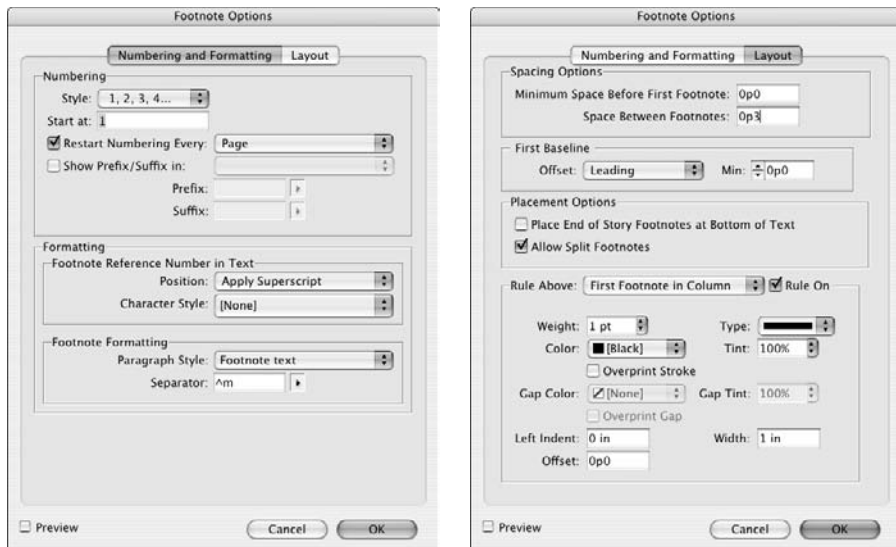 Footnote Options
Numbering and Formatting Layout
Numbering
Style: 1, 2, 3, 4...
Start at: 1
Restart Numbering Every: Page
Show Prefix/Suffix in:
Prefix:
Suffix:
Formatting
Footnote Reference Number in Text
Position: Apply Superscript
Character Style: [None]
Footnote Formatting
Paragraph Style: Footnote text
Separator: ^m
Preview Cancel OK
Footnote Options
Numbering and Formatting Layout
Spacing Options
Minimum Space Before First Footnote: 0p0
Space Between Footnotes: 0p3
First Baseline
Offset: Leading Min: 0p0
Placement Options
Place End of Story Footnotes at Bottom of Text
Allow Split Footnotes
Rule Above: First Footnote in Column Rule On
Weight: 1 pt Type:
Color: [Black] Tint: 100%
Overprint Stroke
Gap Color: [None] Gap Tint: 100%
Overprint Gap
Left Indent: 0 in Width: 1 in
Offset: 0p0
Preview Cancel OK